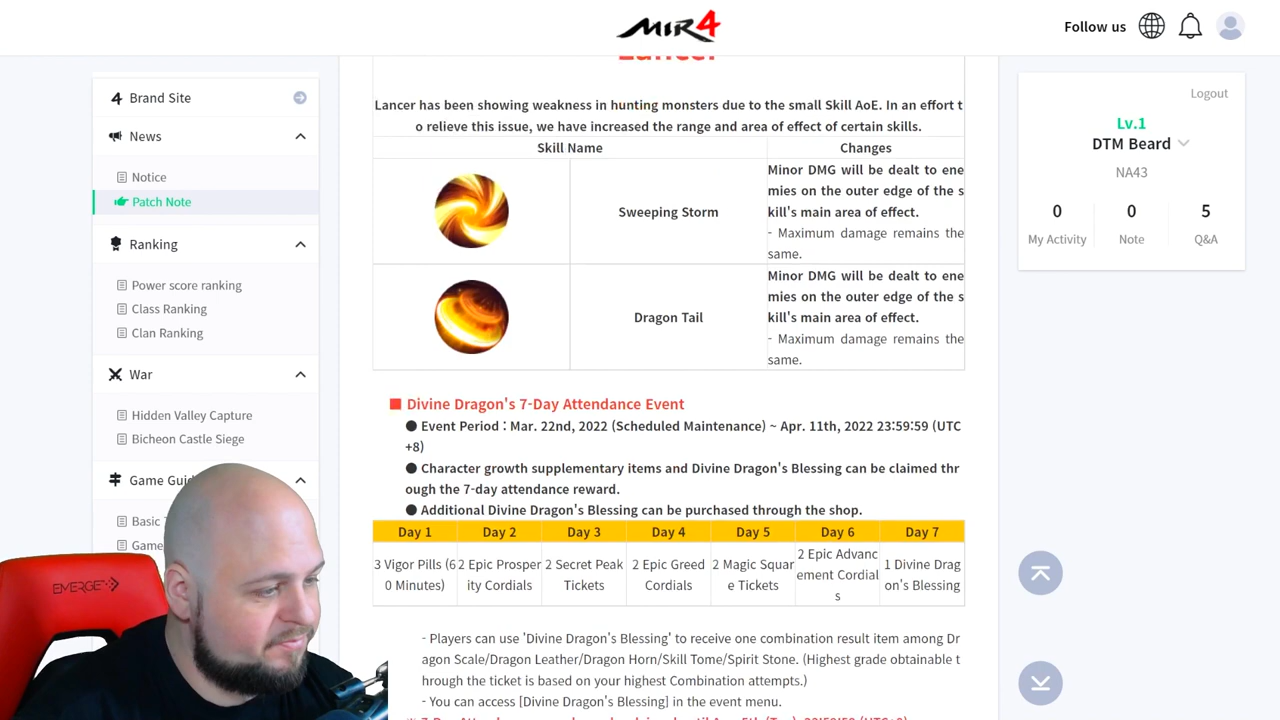 MIR4
Follow us
Brand Site
News
Notice
Patch Note
Ranking
Power score ranking
Class Ranking
Clan Ranking
War
Hidden Valley Capture
Bicheon Castle Siege
Game
Basic
Game
EMERGE
Lancer
Lancer has been showing weakness in hunting monsters due to the small Skill AoE. In an effort t
o relieve this issue, we have increased the range and area of effect of certain skills.
Skill Name
Changes
Sweeping Storm
Minor DMG will be dealt to ene
mies on the outer edge of the s
kill's main area of effect.
- Maximum damage remains the
same.
Dragon Tail
Minor DMG will be dealt to ene
mies on the outer edge of the s
kill's main area of effect.
- Maximum damage remains the
same.
■ Divine Dragon's 7-Day Attendance Event
● Event Period : Mar. 22nd, 2022 (Scheduled Maintenance) ~ Apr. 11th, 2022 23:59:59 (UTC
+8)
● Character growth supplementary items and Divine Dragon's Blessing can be claimed thr
ough the 7-day attendance reward.
● Additional Divine Dragon's Blessing can be purchased through the shop.
Day 1 Day 2 Day 3 Day 4 Day 5 Day 6 Day 7
3 Vigor Pills (6
0 Minutes)
2 Epic Prosper
ity Cordials
2 Secret Peak
Tickets
2 Epic Greed
Cordials
2 Magic Squar
e Tickets
2 Epic Advanc
ement Cordial
s
1 Divine Drag
on's Blessing
- Players can use 'Divine Dragon's Blessing' to receive one combination result item among Dr
agon Scale/Dragon Leather/Dragon Horn/Skill Tome/Spirit Stone. (Highest grade obtainable t
hrough the ticket is based on your highest Combination attempts.)
- You can access [Divine Dragon's Blessing] in the event menu.
Logout
Lv.1
DTM Beard
NA43
0 0 5
My Activity Note Q&A